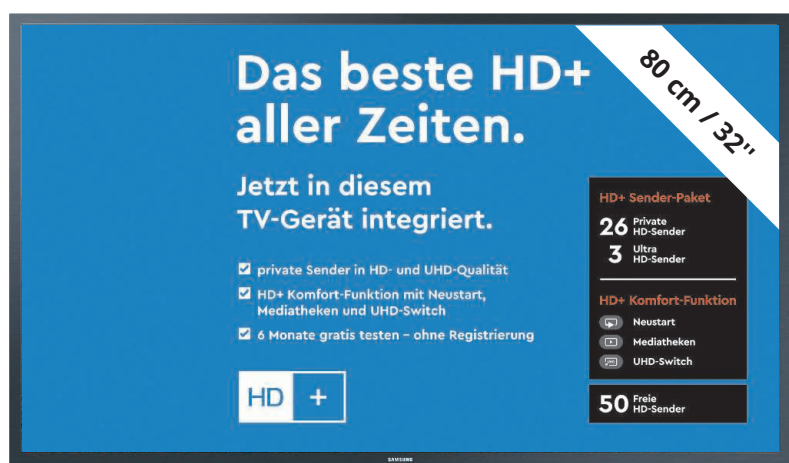 Das beste HD+
aller Zeiten.
80 cm / 32''
Jetzt in diesem
TV-Gerät integriert.
private Sender in HD- und UHD-Qualität
HD+ Komfort-Funktion mit Neustart,
Mediatheken und UHD-Switch
6 Monate gratis testen – ohne Registrierung
HD +
HD+ Sender-Paket
26 Private
HD-Sender
3 Ultra
HD-Sender
HD+ Komfort-Funktion
Neustart
Mediatheken
UHD-Switch
50 Freie
HD-Sender
SAMSUNG